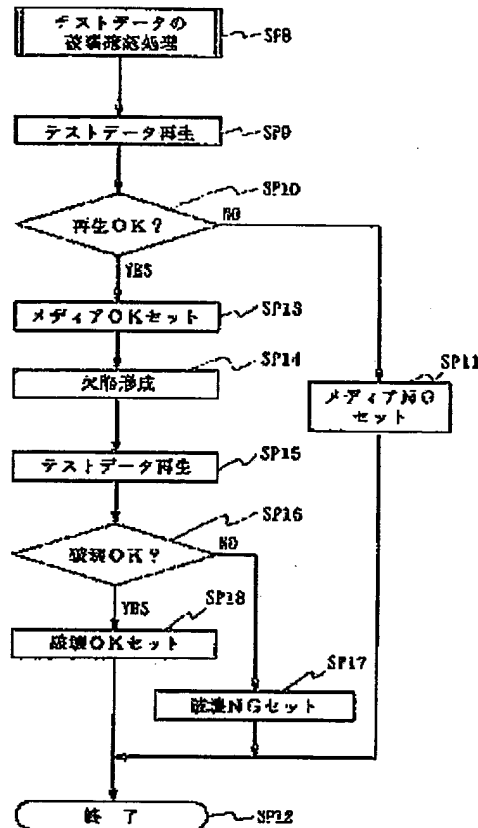 テストデータの
破壊確認処理
SP8
テストデータ再生
SP9
SP10
再生OK?
NO
YES
メディアOKセット
SP13
SP14
欠陥形成
SP11
メディアNG
セット
テストデータ再生
SP15
SP16
破壊OK?
NO
YES
SP18
破壊OKセット
SP17
破壊NGセット
終了
SP12